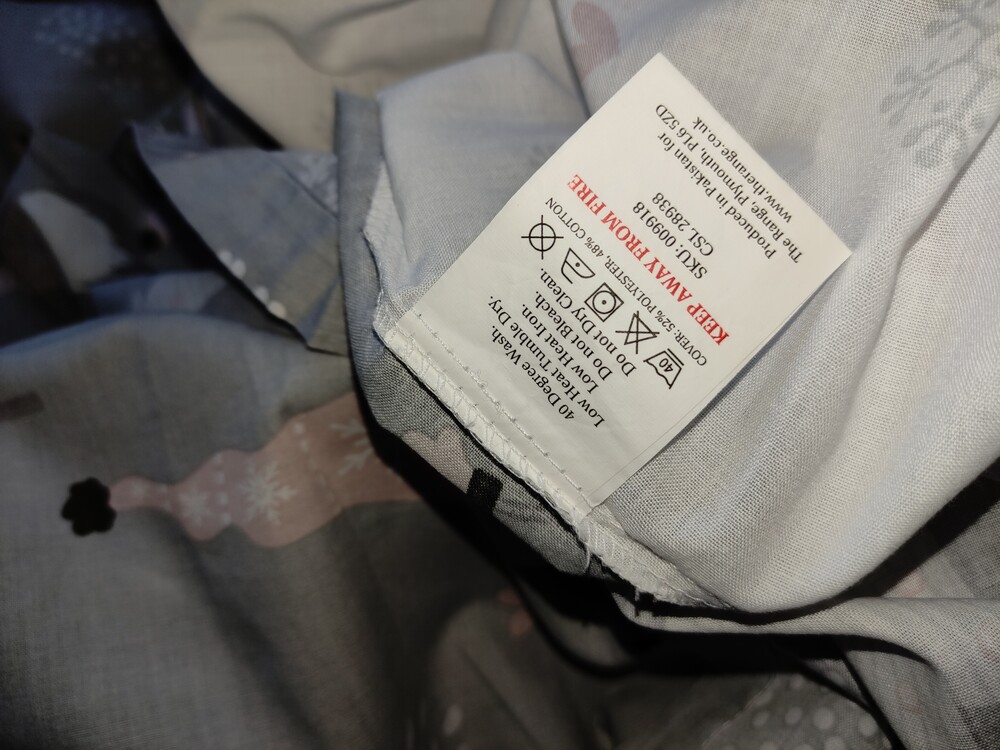 40 Degree Wash.
Low Heat Tumble Dry.
Low Heat Iron.
Do not Bleach.
Do not Dry Clean.
40
COVER: 52% POLYESTER, 48% COTTON
KEEP AWAY FROM FIRE
SKU: 009918
CSL 28938
Produced in Pakistan for
The Range, Plymouth, PL6 5ZD
www.therange.co.uk